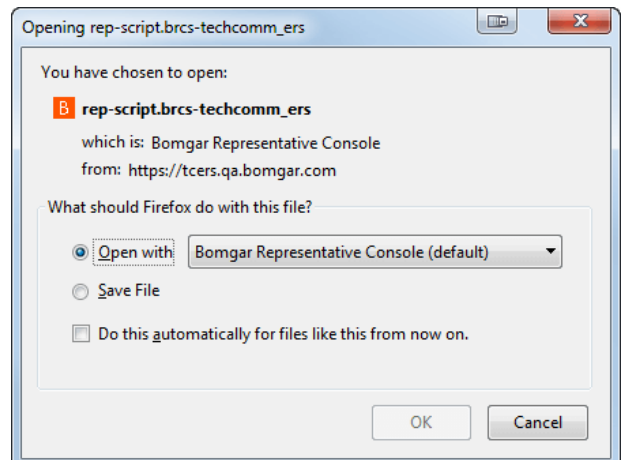 Opening rep-script.brcs-techcomm_ers
You have chosen to open:
B rep-script.brcs-techcomm_ers
which is: Bomgar Representative Console
from: https://tcers.qa.bomgar.com
What should Firefox do with this file?
Open with Bomgar Representative Console (default)
Save File
Do this automatically for files like this from now on.
OK Cancel